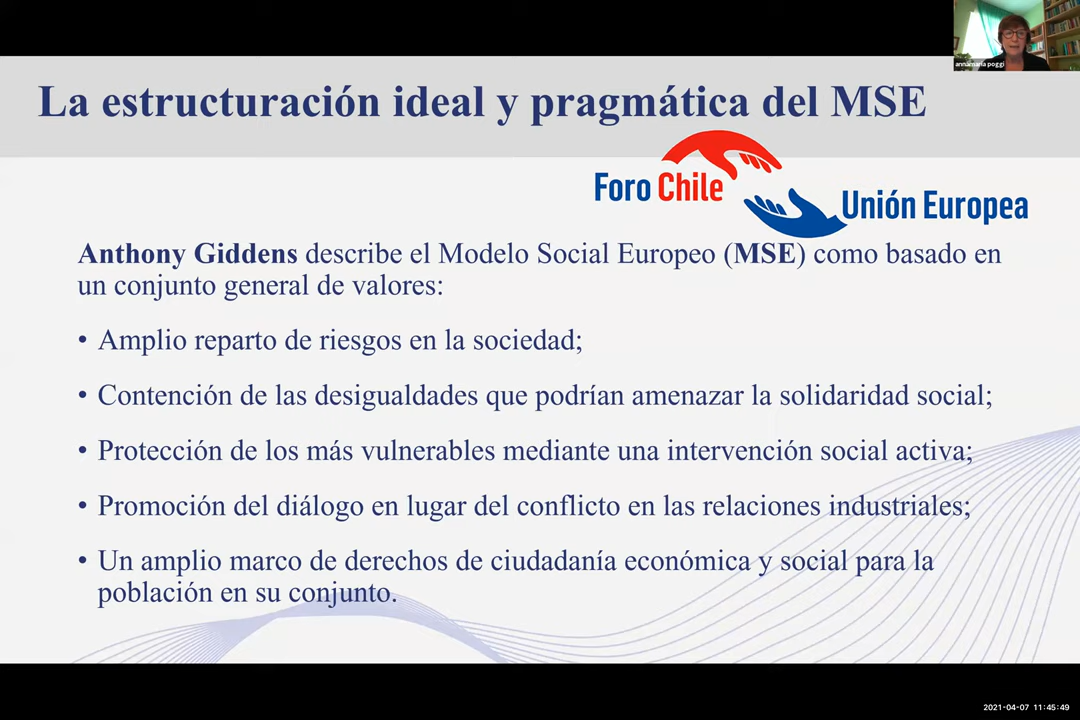 annamaria poggi
La estructuración ideal y pragmática del MSE
Foro Chile
Unión Europea
Anthony Giddens describe el Modelo Social Europeo (MSE) como basado en
un conjunto general de valores:
• Amplio reparto de riesgos en la sociedad;
• Contención de las desigualdades que podrían amenazar la solidaridad social;
• Protección de los más vulnerables mediante una intervención social activa;
• Promoción del diálogo en lugar del conflicto en las relaciones industriales;
• Un amplio marco de derechos de ciudadanía económica y social para la
población en su conjunto.
2021-04-07 11:45:49